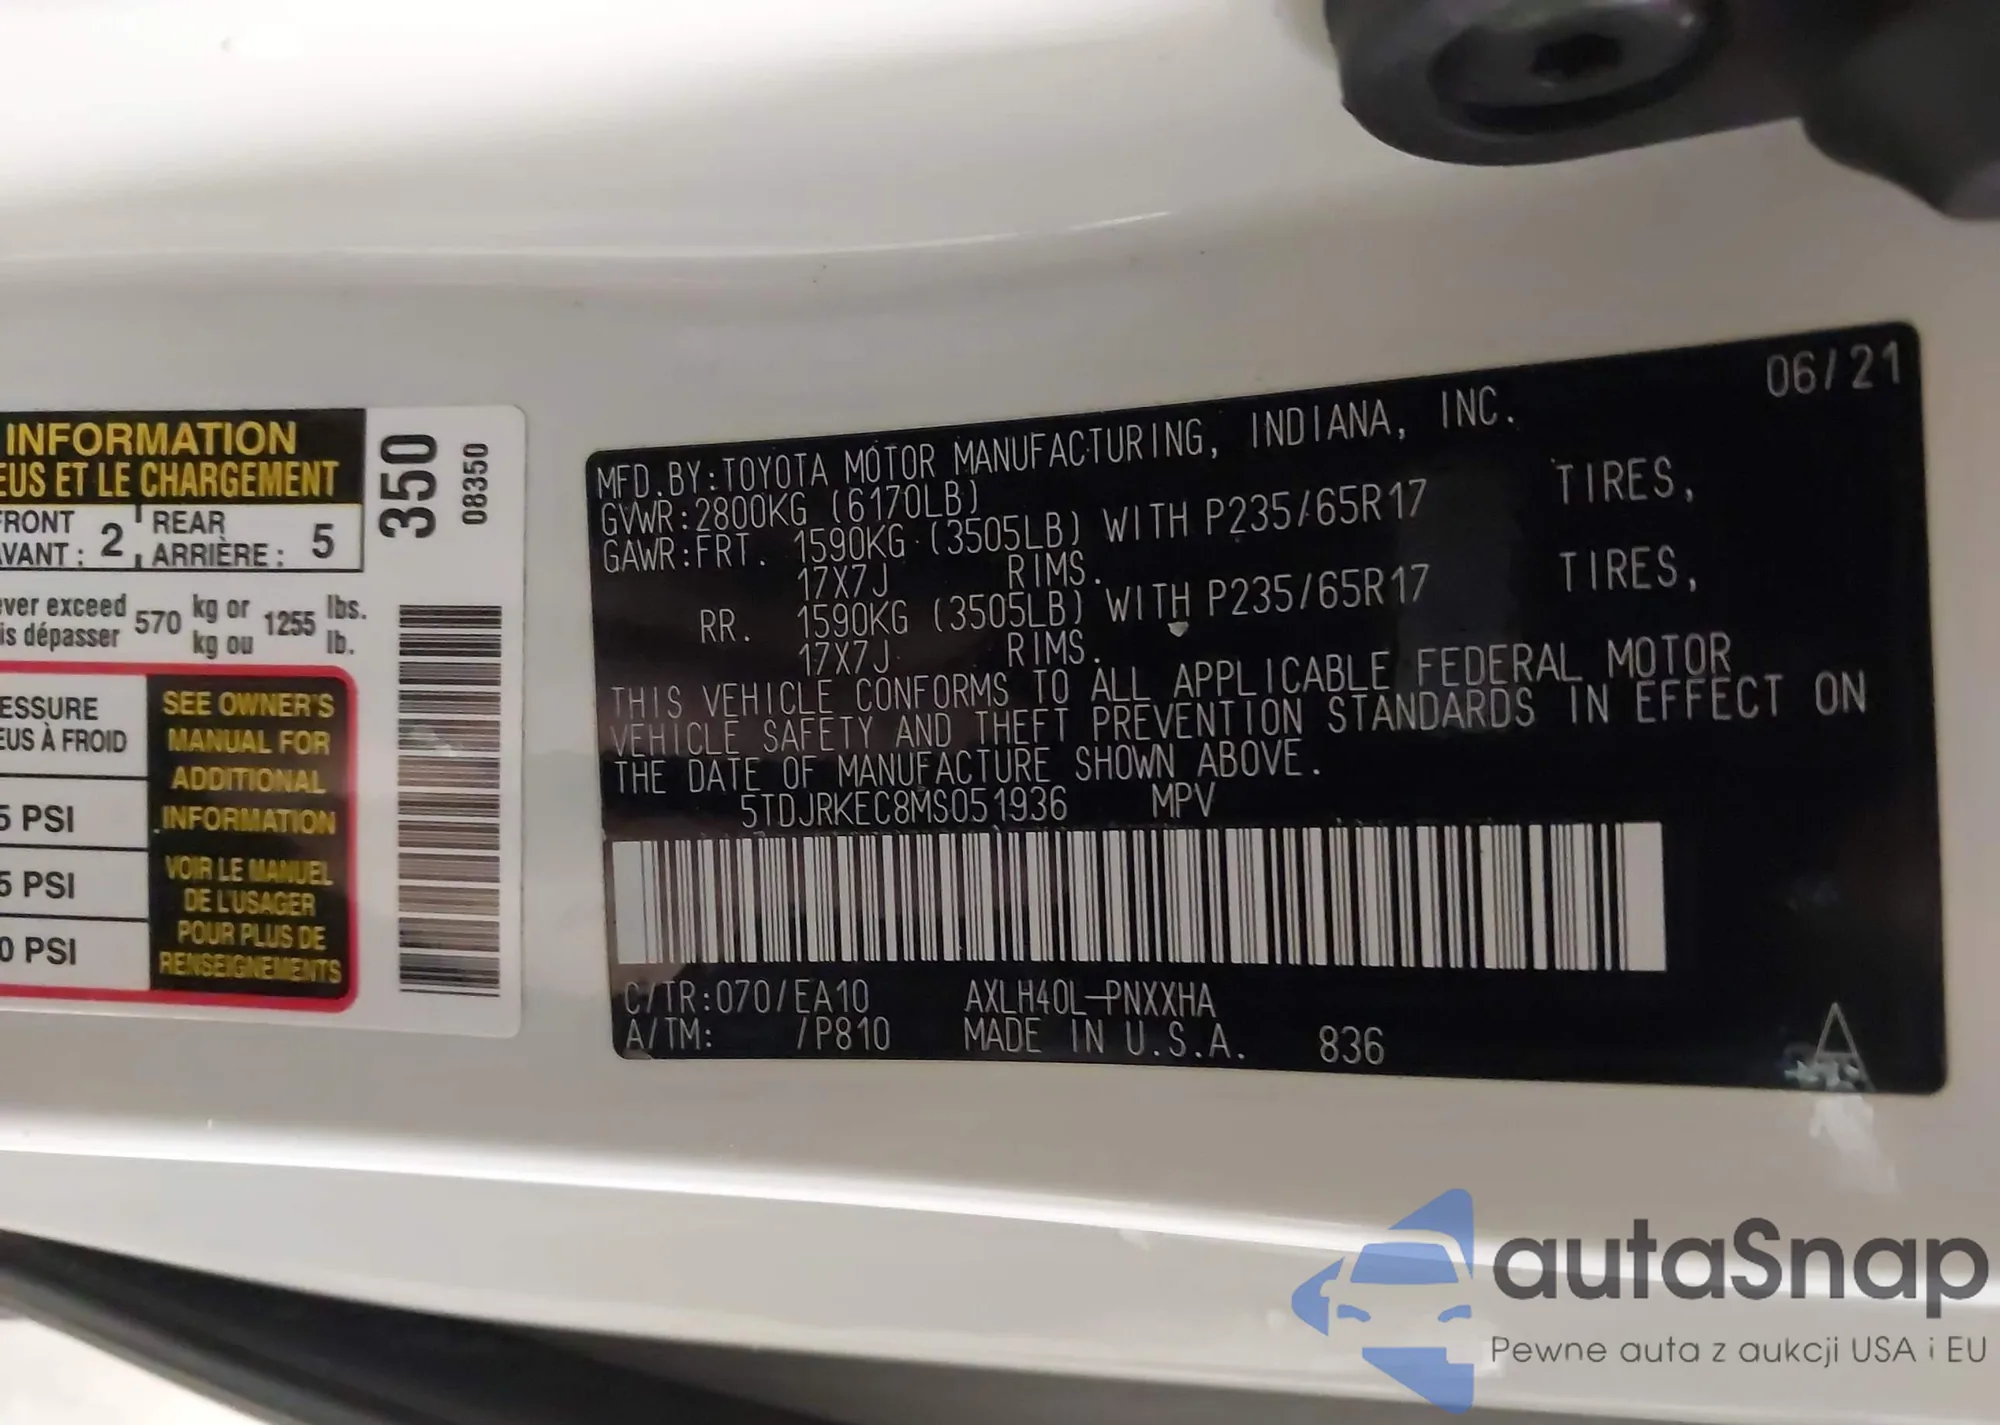 INFORMATION
EUS ET LE CHARGEMENT
FRONT
AVANT : 2
REAR
ARRIÈRE : 5
ver exceed 570 kg or 1255 lbs.
is dépasser kg ou lb.
ESSURE
EUS À FROID
5 PSI
5 PSI
0 PSI
SEE OWNER'S
MANUAL FOR
ADDITIONAL
INFORMATION
VOIR LE MANUEL
DE L'USAGER
POUR PLUS DE
RENSEIGNEMENTS
350
08350
06/21
MFD.BY:TOYOTA MOTOR MANUFACTURING, INDIANA, INC.
GVWR:2800KG (6170LB)
GAWR:FRT. 1590KG (3505LB) WITH P235/65R17 TIRES,
17X7J RIMS.
RR. 1590KG (3505LB) WITH P235/65R17 TIRES,
17X7J RIMS.
THIS VEHICLE CONFORMS TO ALL APPLICABLE FEDERAL MOTOR
VEHICLE SAFETY AND THEFT PREVENTION STANDARDS IN EFFECT ON
THE DATE OF MANUFACTURE SHOWN ABOVE.
5TDJRKEC8MS051936 MPV
C/TR:070/EA10 AXLH40L-PNXXHA
A/TM: /P810 MADE IN U.S.A. 836
autaSnap
Pewne auta z aukcji USA i EU